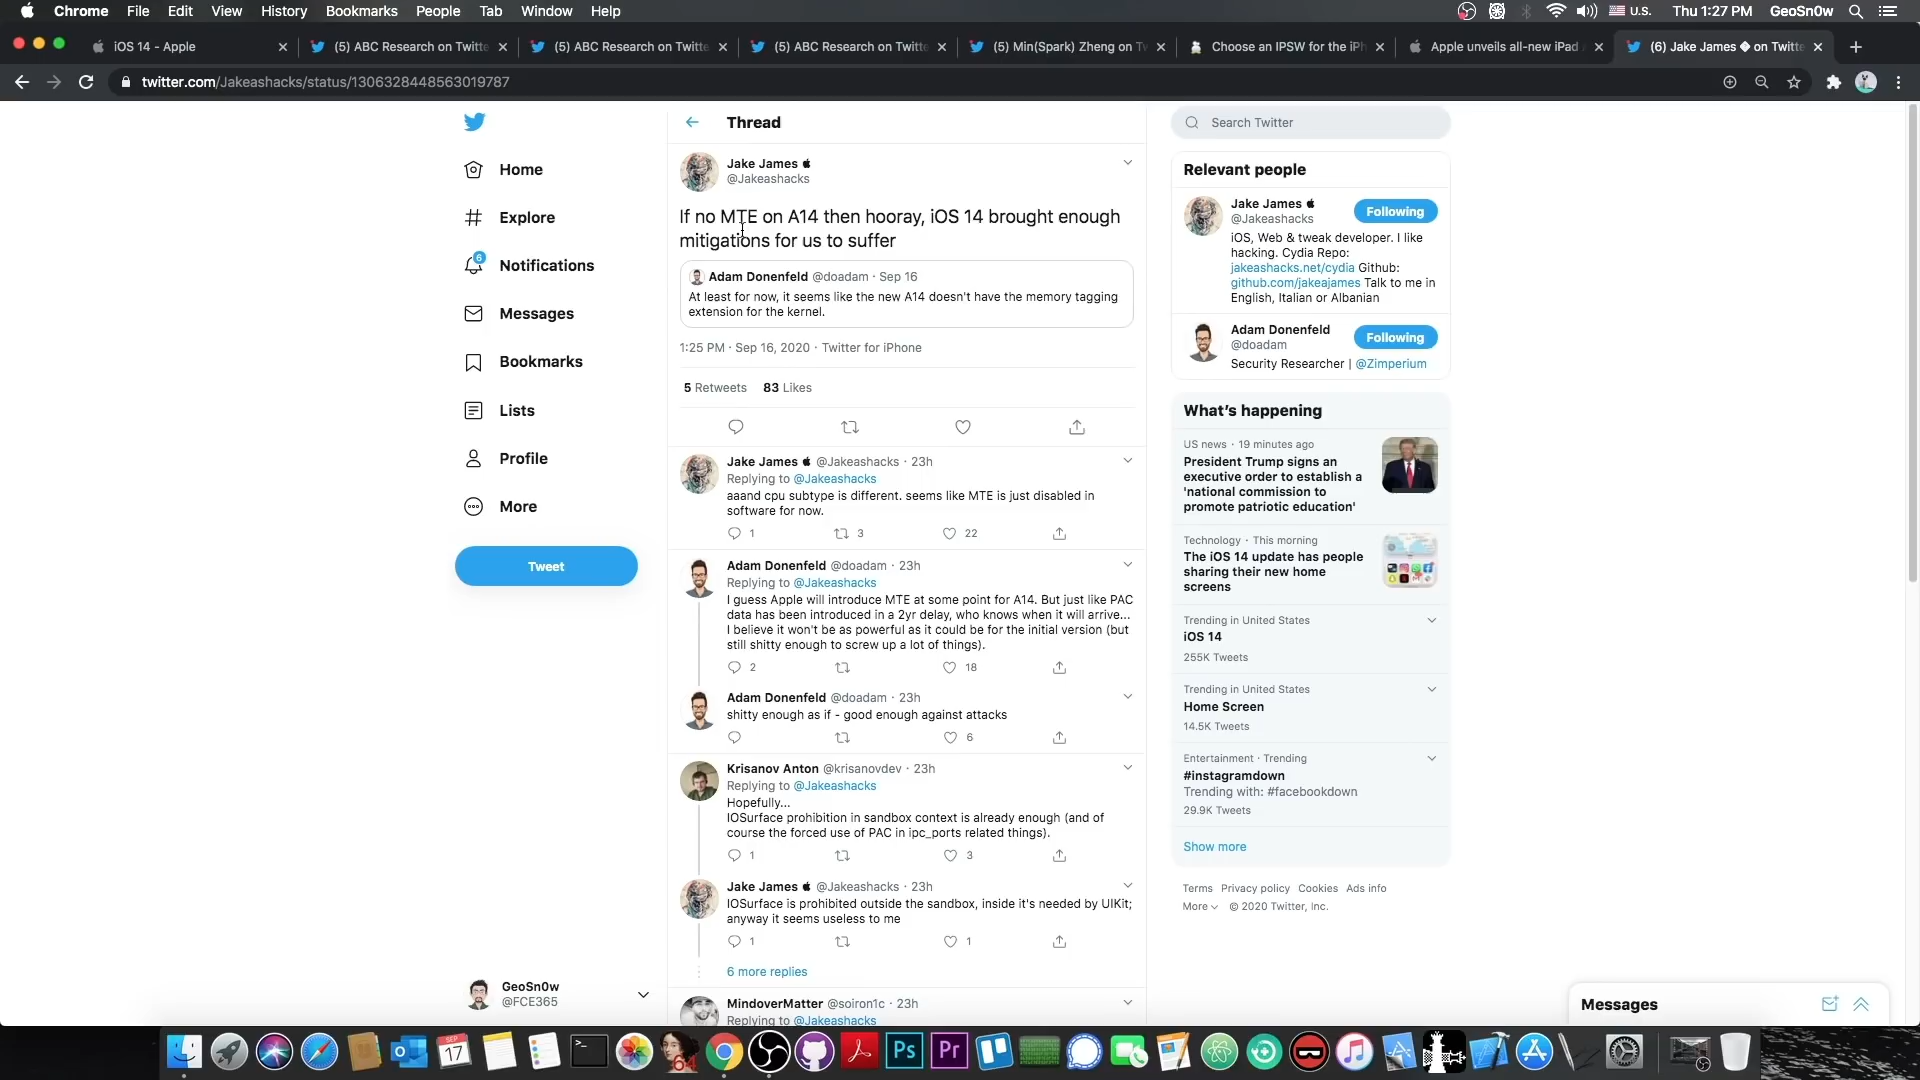 Chrome File Edit View History Bookmarks People Tab Window Help U.S. Thu 1:27 PM GeoSn0w
iOS 14 - Apple (5) ABC Research on Twitte (5) ABC Research on Twitte (5) ABC Research on Twitte (5) Min(Spark) Zheng on Tw Choose an IPSW for the iPh Apple unveils all-new iPad (6) Jake James � on Twitte
twitter.com/Jakeashacks/status/1306328448563019787
Home
Explore
6
Notifications
Messages
Bookmarks
Lists
Profile
More
Tweet
GeoSn0w
@FCE365
Thread
Jake James
@Jakeashacks
If no MTE on A14 then hooray, iOS 14 brought enough
mitigations for us to suffer
Adam Donenfeld @doadam · Sep 16
At least for now, it seems like the new A14 doesn't have the memory tagging
extension for the kernel.
1:25 PM · Sep 16, 2020 · Twitter for iPhone
5 Retweets 83 Likes
Jake James @Jakeashacks · 23h
Replying to @Jakeashacks
aaand cpu subtype is different. seems like MTE is just disabled in
software for now.
1 3 22
Adam Donenfeld @doadam · 23h
Replying to @Jakeashacks
I guess Apple will introduce MTE at some point for A14. But just like PAC
data has been introduced in a 2yr delay, who knows when it will arrive...
I believe it won't be as powerful as it could be for the initial version (but
still shitty enough to screw up a lot of things).
2 18
Adam Donenfeld @doadam · 23h
shitty enough as if - good enough against attacks
6
Krisanov Anton @krisanovdev · 23h
Replying to @Jakeashacks
Hopefully...
IOSurface prohibition in sandbox context is already enough (and of
course the forced use of PAC in ipc_ports related things).
1 3
Jake James @Jakeashacks · 23h
IOSurface is prohibited outside the sandbox, inside it's needed by UIKit;
anyway it seems useless to me
1 1
6 more replies
MindoverMatter @soiron1c · 23h
Replying to @Jakeashacks
Search Twitter
Relevant people
Jake James
@Jakeashacks
Following
iOS, Web & tweak developer. I like
hacking. Cydia Repo:
jakeashacks.net/cydia Github:
github.com/jakeajames Talk to me in
English, Italian or Albanian
Adam Donenfeld
@doadam
Following
Security Researcher | @Zimperium
What's happening
US news · 19 minutes ago
President Trump signs an
executive order to establish a
'national commission to
promote patriotic education'
Technology · This morning
The iOS 14 update has people
sharing their new home
screens
Trending in United States
iOS 14
255K Tweets
Trending in United States
Home Screen
14.5K Tweets
Entertainment · Trending
#instagramdown
Trending with: #facebookdown
29.9K Tweets
Show more
Terms Privacy policy Cookies Ads info
More © 2020 Twitter, Inc.
Messages
SEP
17
64
Ps
Pr